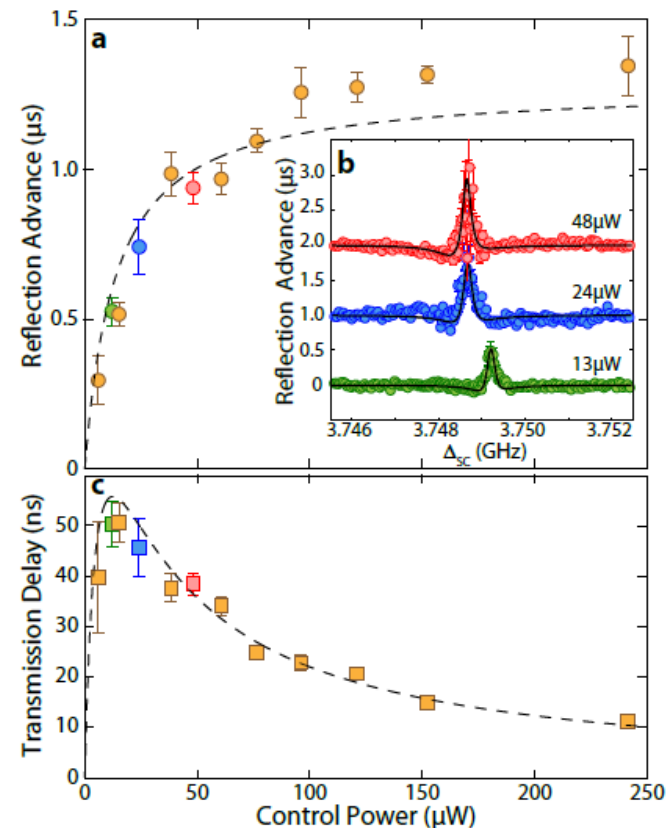 a
1.5
1.0
0.5
0
Reflection Advance (µs)
b
3.0
2.5
2.0
1.5
1.0
0.5
0
Reflection Advance (µs)
48µW
24µW
13µW
3.746 3.748 3.750 3.752
Δ_SC (GHz)
c
50
40
30
20
10
0
Transmission Delay (ns)
0 50 100 150 200 250
Control Power (µW)